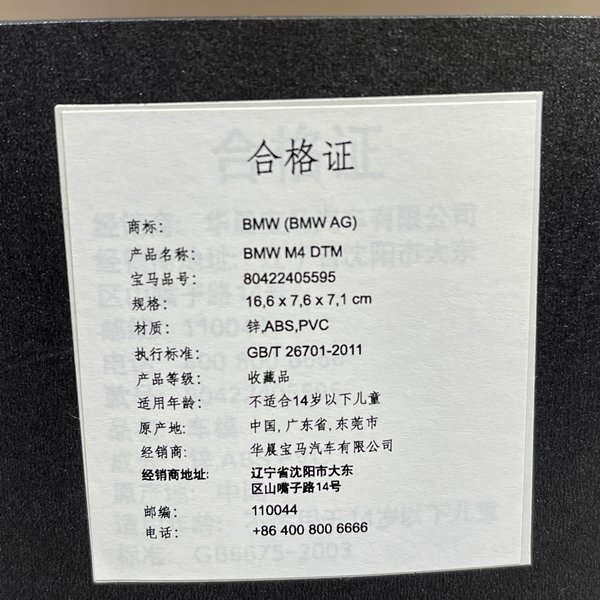 合格证
商标: BMW (BMW AG)
产品名称: BMW M4 DTM
宝马品号: 80422405595
规格: 16,6 x 7,6 x 7,1 cm
材质: 锌,ABS,PVC
执行标准: GB/T 26701-2011
产品等级: 收藏品
适用年龄: 不适合14岁以下儿童
原产地: 中国,广东省,东莞市
经销商: 华晨宝马汽车有限公司
经销商地址: 辽宁省沈阳市大东
区山嘴子路14号
邮编: 110044
电话: +86 400 800 6666